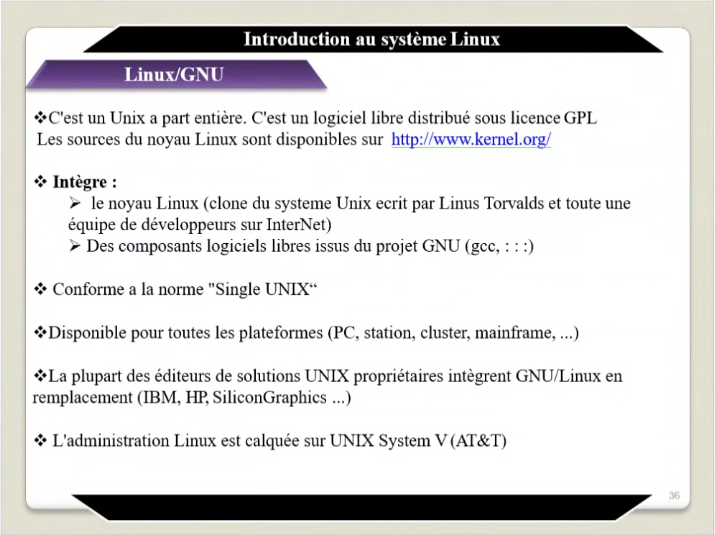 Introduction au système Linux
Linux/GNU
❖C'est un Unix a part entière. C'est un logiciel libre distribué sous licence GPL
Les sources du noyau Linux sont disponibles sur http://www.kernel.org/
❖ Intègre :
➢ le noyau Linux (clone du systeme Unix ecrit par Linus Torvalds et toute une
équipe de développeurs sur InterNet)
➢ Des composants logiciels libres issus du projet GNU (gcc, : : :)
❖ Conforme a la norme "Single UNIX“
❖Disponible pour toutes les plateformes (PC, station, cluster, mainframe, ...)
❖La plupart des éditeurs de solutions UNIX propriétaires intègrent GNU/Linux en
remplacement (IBM, HP, SiliconGraphics ...)
❖ L'administration Linux est calquée sur UNIX System V (AT&T)
36